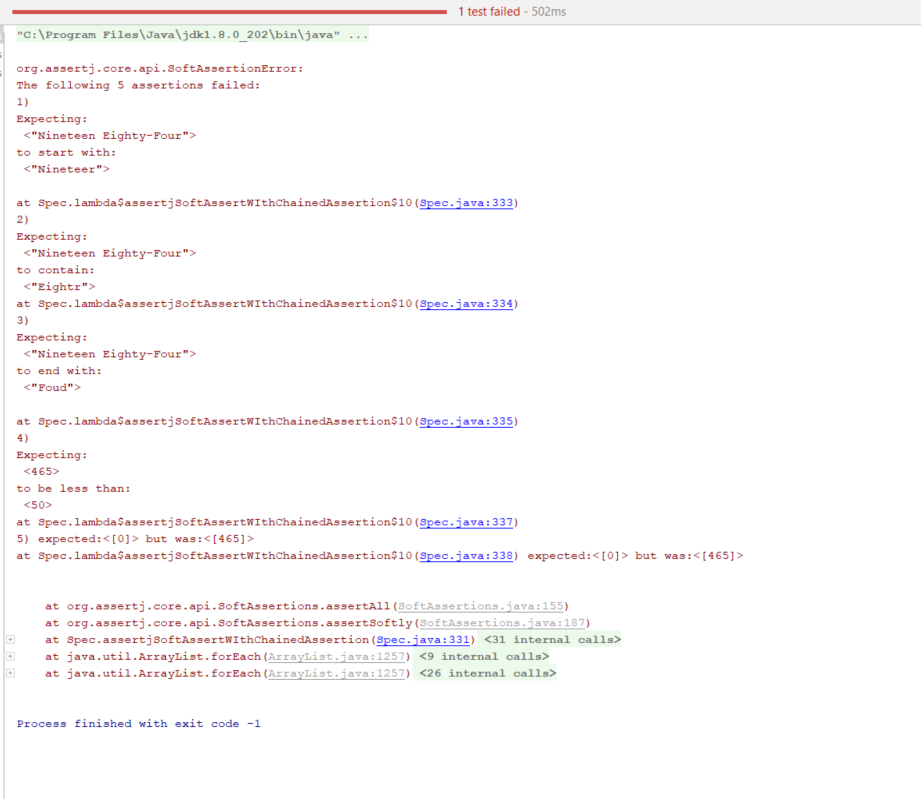 1 test failed - 502ms
"C:\Program Files\Java\jdk1.8.0_202\bin\java" ...
org.assertj.core.api.SoftAssertionError:
The following 5 assertions failed:
1)
Expecting:
<"Nineteen Eighty-Four">
to start with:
<"Nineteer">
at Spec.lambda$assertjSoftAssertWIthChainedAssertion$10(Spec.java:333)
2)
Expecting:
<"Nineteen Eighty-Four">
to contain:
<"Eightr">
at Spec.lambda$assertjSoftAssertWIthChainedAssertion$10(Spec.java:334)
3)
Expecting:
<"Nineteen Eighty-Four">
to end with:
<"Foud">
at Spec.lambda$assertjSoftAssertWIthChainedAssertion$10(Spec.java:335)
4)
Expecting:
<465>
to be less than:
<50>
at Spec.lambda$assertjSoftAssertWIthChainedAssertion$10(Spec.java:337)
5) expected:<[0]> but was:<[465]>
at Spec.lambda$assertjSoftAssertWIthChainedAssertion$10(Spec.java:338) expected:<[0]> but was:<[465]>
at org.assertj.core.api.SoftAssertions.assertAll(SoftAssertions.java:155)
at org.assertj.core.api.SoftAssertions.assertSoftly(SoftAssertions.java:187)
at Spec.assertjSoftAssertWIthChainedAssertion(Spec.java:331) <31 internal calls>
at java.util.ArrayList.forEach(ArrayList.java:1257) <9 internal calls>
at java.util.ArrayList.forEach(ArrayList.java:1257) <26 internal calls>
Process finished with exit code -1